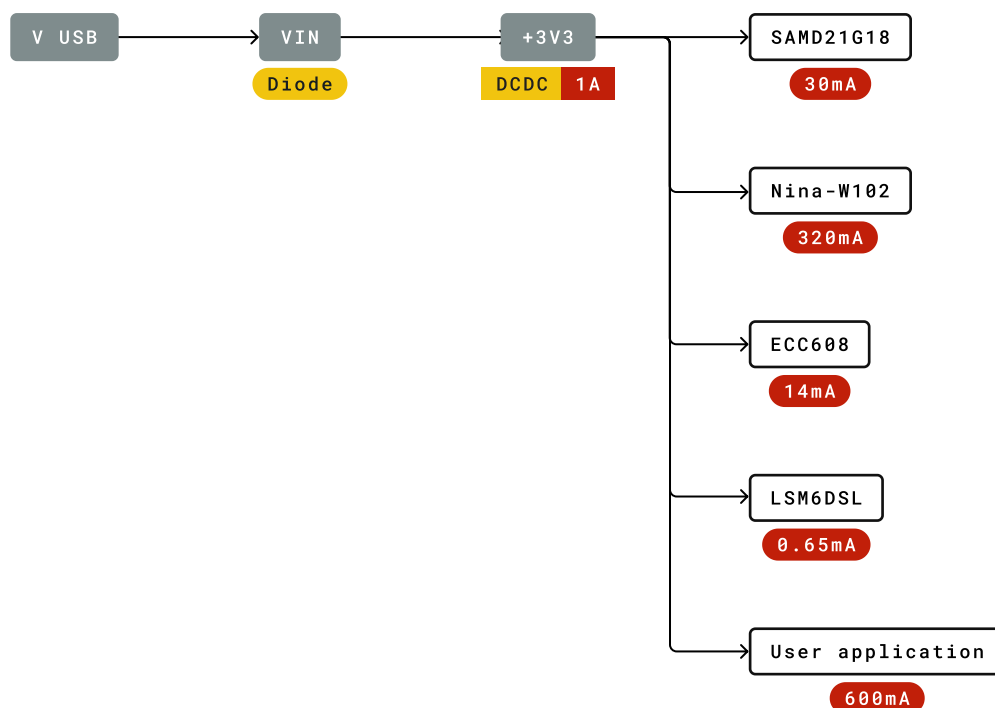 V USB
VIN
+3V3
SAMD21G18
Diode
DCDC
1A
30mA
Nina-W102
320mA
ECC608
14mA
LSM6DSL
0.65mA
User application
600mA